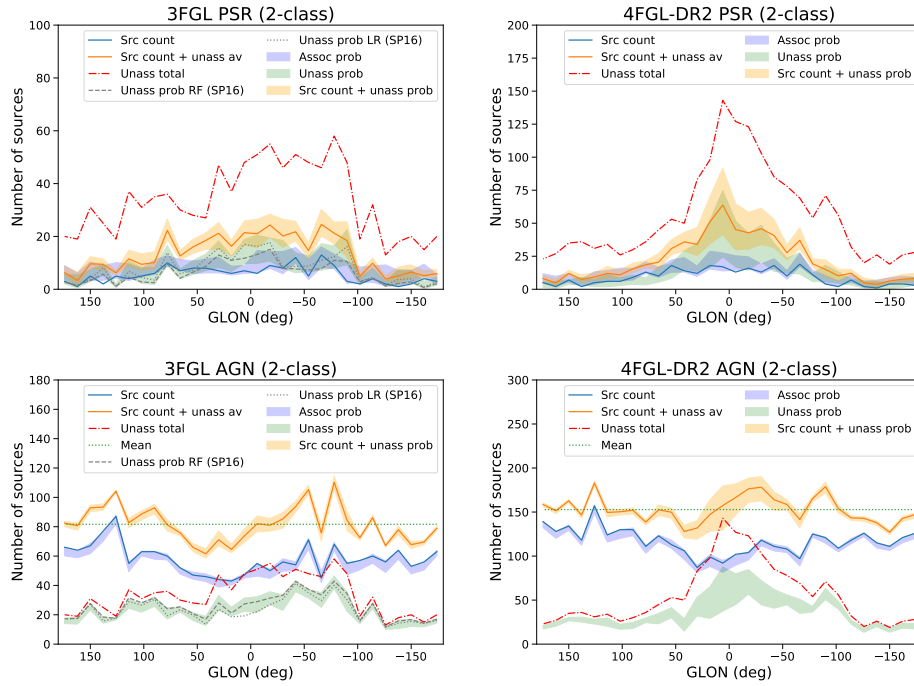 3FGL PSR (2-class)
Number of sources
100
80
60
40
20
0
Src count
Src count + unass av
Unass total
Unass prob RF (SP16)
Unass prob LR (SP16)
Assoc prob
Unass prob
Src count + unass prob
150 100 50 0 −50 −100 −150
GLON (deg)
4FGL-DR2 PSR (2-class)
Number of sources
200
175
150
125
100
75
50
25
0
Src count
Src count + unass av
Unass total
Assoc prob
Unass prob
Src count + unass prob
150 100 50 0 −50 −100 −150
GLON (deg)
3FGL AGN (2-class)
Number of sources
180
160
140
120
100
80
60
40
20
0
Src count
Src count + unass av
Unass total
Mean
Unass prob RF (SP16)
Unass prob LR (SP16)
Assoc prob
Unass prob
Src count + unass prob
150 100 50 0 −50 −100 −150
GLON (deg)
4FGL-DR2 AGN (2-class)
Number of sources
300
250
200
150
100
50
0
Src count
Src count + unass av
Unass total
Mean
Assoc prob
Unass prob
Src count + unass prob
150 100 50 0 −50 −100 −150
GLON (deg)